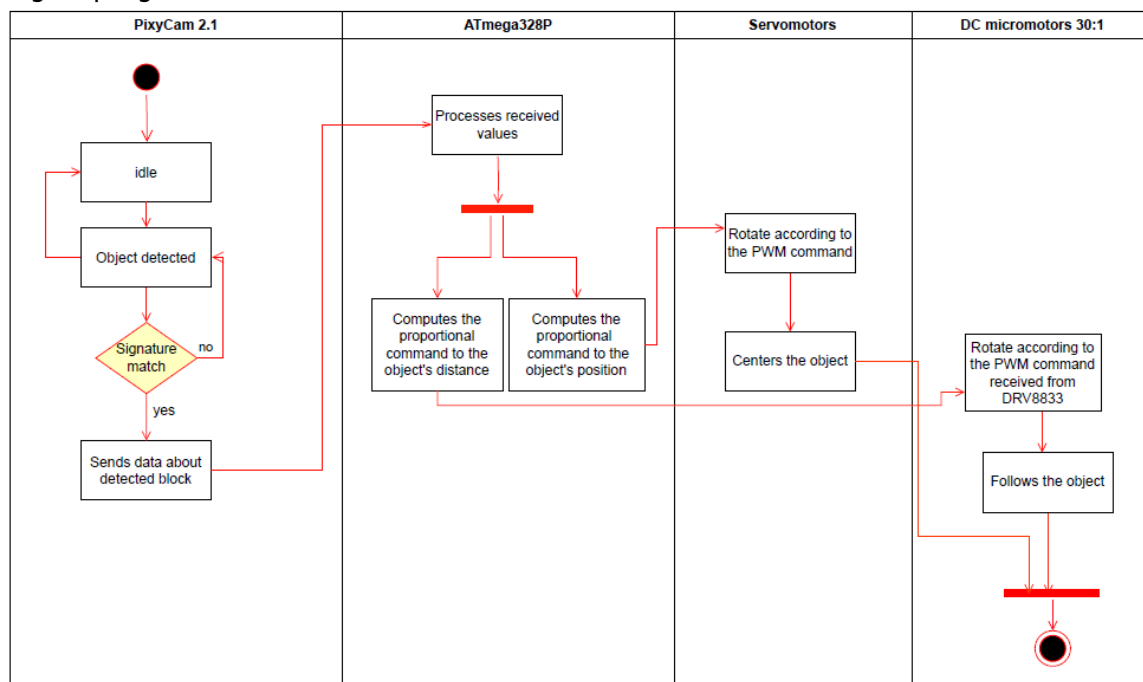 PixyCam 2.1
ATmega328P
Servomotors
DC micromotors 30:1
idle
Object detected
Signature
match
no
yes
Sends data about
detected block
Processes received
values
Computes the
proportional
command to the
object's distance
Computes the
proportional
command to the
object's position
Rotate according to
the PWM command
Centers the object
Rotate according to
the PWM command
received from
DRV8833
Follows the object